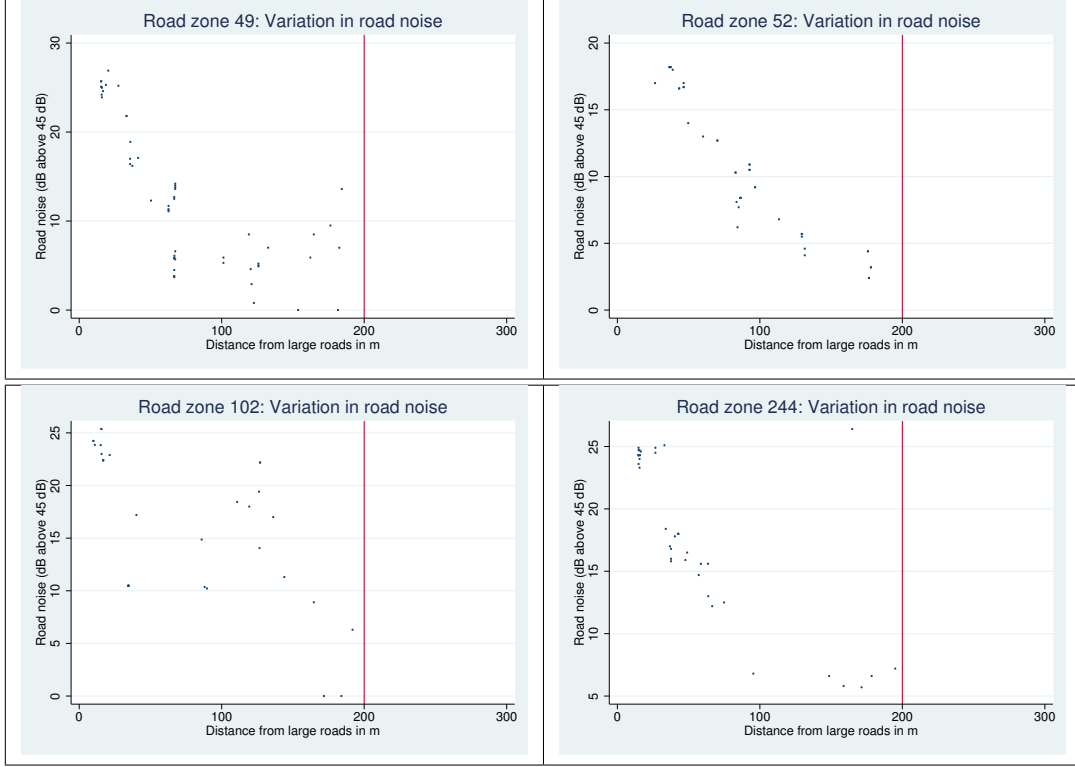 Road zone 49: Variation in road noise
Road noise (dB above 45 dB)
30
20
10
0
0 100 200 300
Distance from large roads in m
Road zone 52: Variation in road noise
Road noise (dB above 45 dB)
20
15
10
5
0
0 100 200 300
Distance from large roads in m
Road zone 102: Variation in road noise
Road noise (dB above 45 dB)
25
20
15
10
5
0
0 100 200 300
Distance from large roads in m
Road zone 244: Variation in road noise
Road noise (dB above 45 dB)
25
20
15
10
5
0 100 200 300
Distance from large roads in m